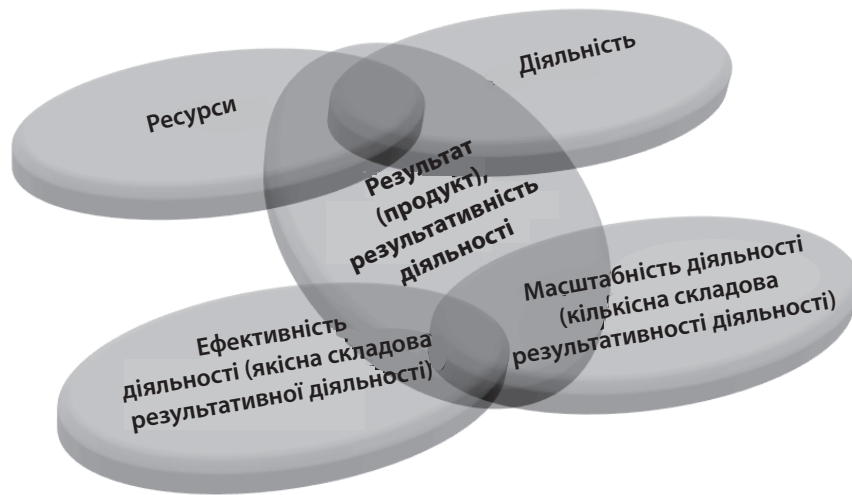 Ресурси
Діяльність
Результат
(продукт),
результативність
діяльності
Масштабність діяльності
(кількісна складова
результативності діяльності)
Ефективність
діяльності (якісна складова
результативної діяльності)